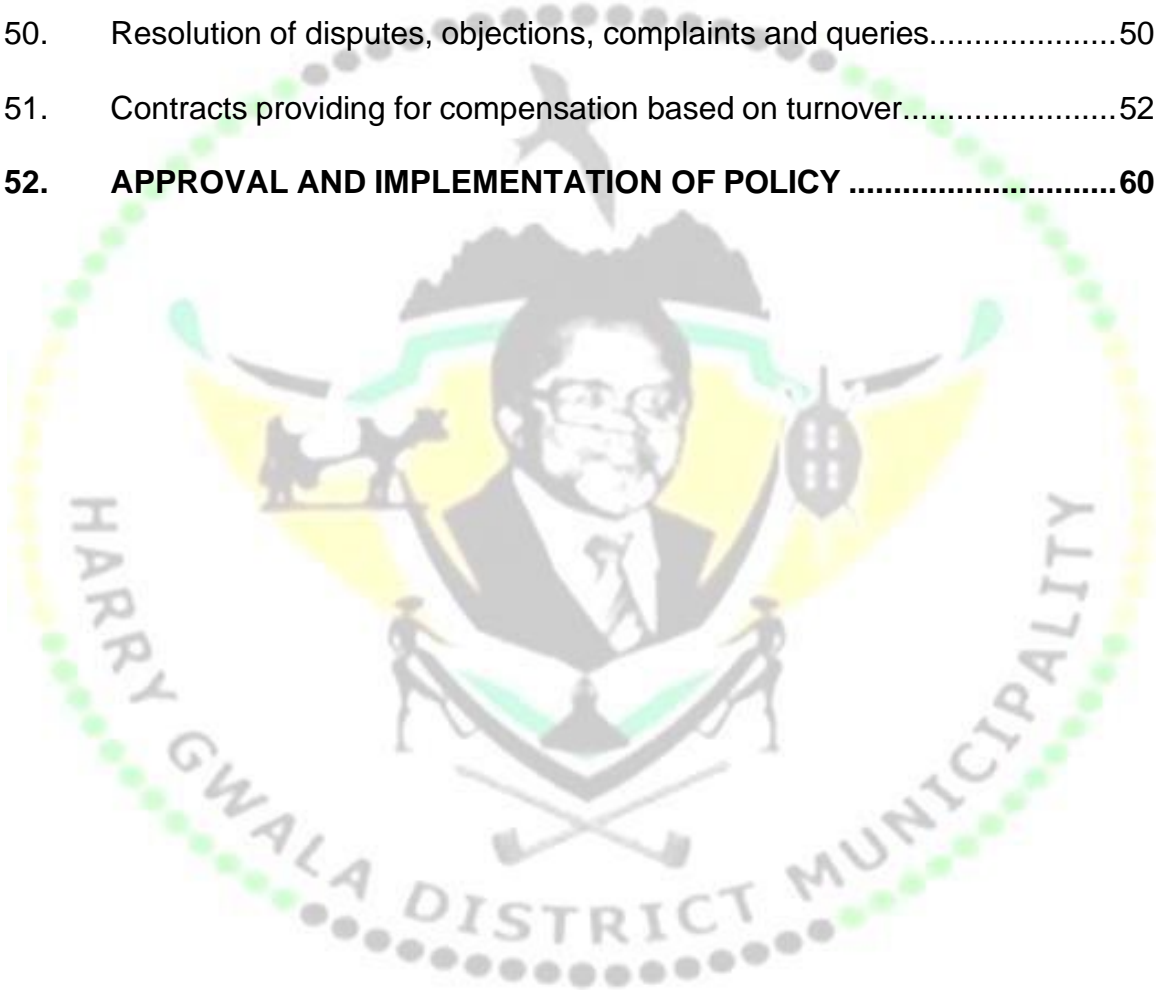 50. Resolution of disputes, objections, complaints and queries.....................50
51. Contracts providing for compensation based on turnover........................52
52. APPROVAL AND IMPLEMENTATION OF POLICY ...............................60
HARRY GWALA DISTRICT MUNICIPALITY